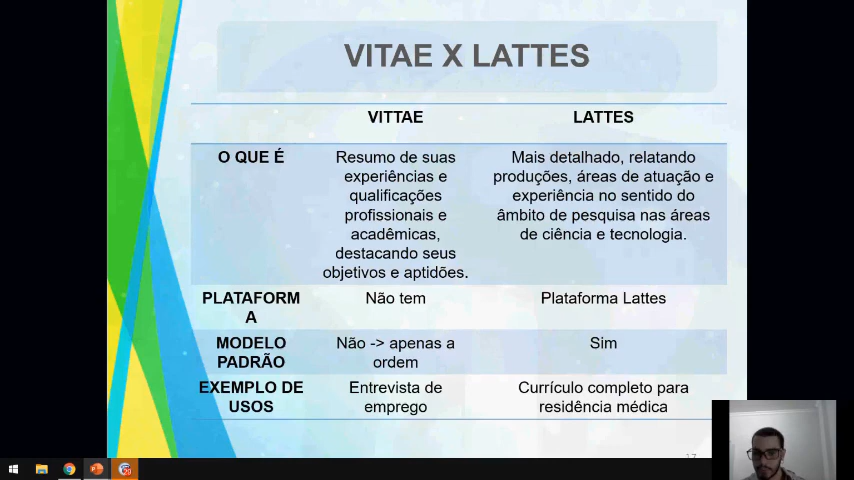 VITAE X LATTES
VITTAE
LATTES
O QUE É
Resumo de suas
experiências e
qualificações
profissionais e
acadêmicas,
destacando seus
objetivos e aptidões.
Mais detalhado, relatando
produções, áreas de atuação e
experiência no sentido do
âmbito de pesquisa nas áreas
de ciência e tecnologia.
PLATAFORM
A
Não tem
Plataforma Lattes
MODELO
PADRÃO
Não -> apenas a
ordem
Sim
EXEMPLO DE
USOS
Entrevista de
emprego
Currículo completo para
residência médica